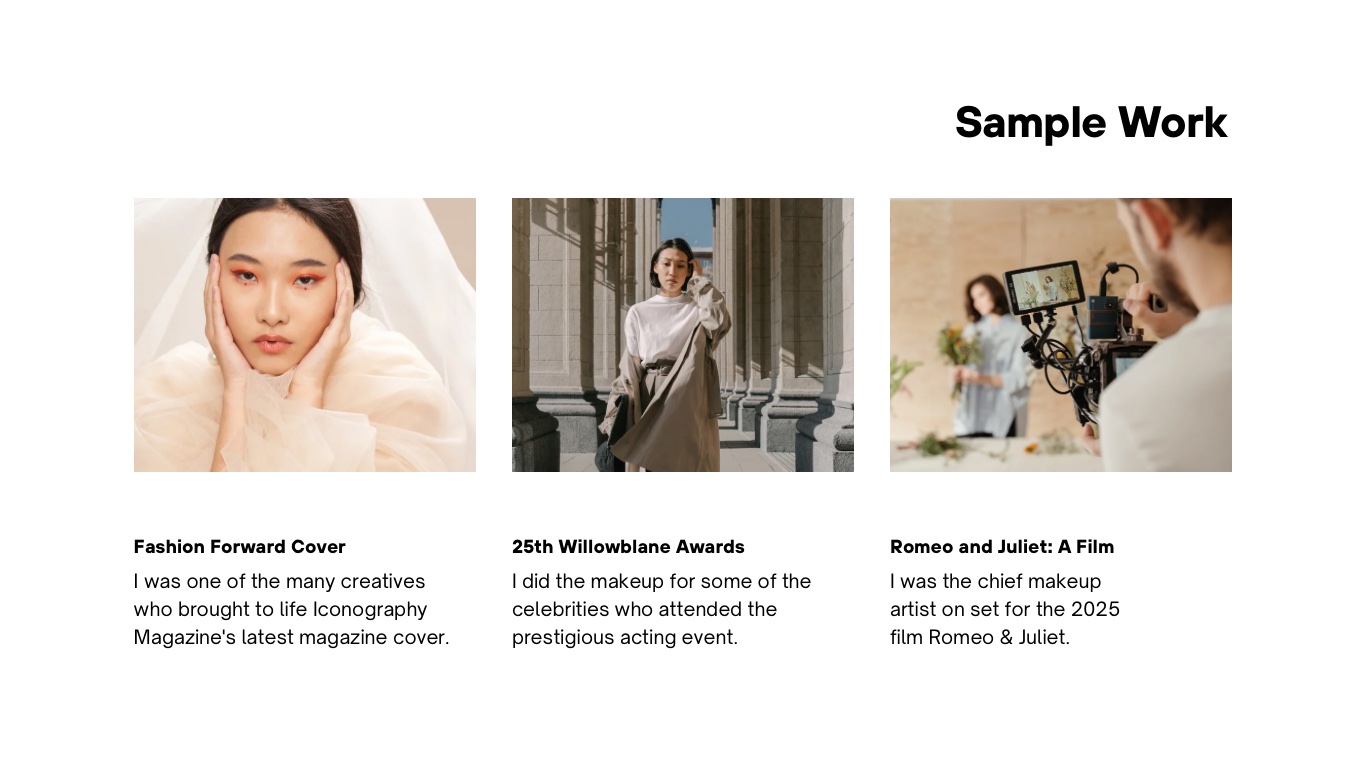 Sample Work
Fashion Forward Cover
I was one of the many creatives
who brought to life Iconography
Magazine's latest magazine cover.
25th Willowblane Awards
I did the makeup for some of the
celebrities who attended the
prestigious acting event.
Romeo and Juliet: A Film
I was the chief makeup
artist on set for the 2025
film Romeo & Juliet.